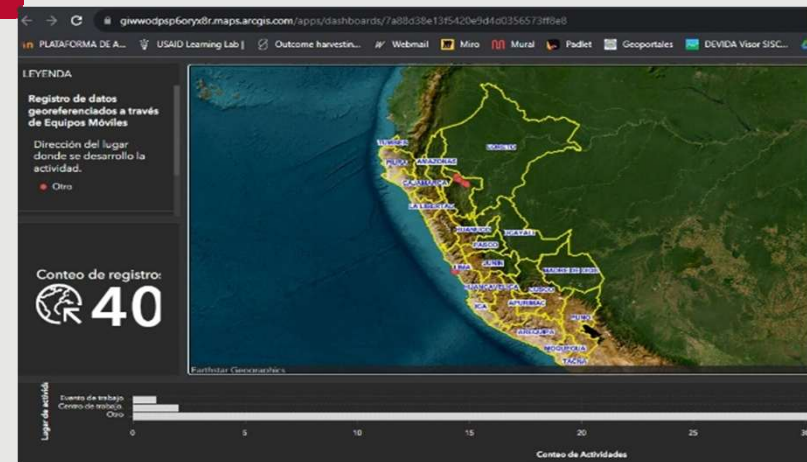 giwwodpsp6oryx8r.maps.arcgis.com/apps/dashboards/7a88d38e13f5420e9d4d0356573ff8e8
PLATAFORMA DE A... USAID Learning Lab | Outcome harvestin... Webmail Miro Mural Padlet Geoportales DEVIDA Visor SISC...
LEYENDA
Registro de datos
georeferenciados a través
de Equipos Móviles
Dirección del lugar
donde se desarrollo la
actividad.
Otro
Conteo de registro:
40
TUMBES
PIURA
AMAZONAS
LORETO
CAJAMARCA
LA LIBERTAD
HUANUCO
UCAYALI
PASCO
LIMA
JUNIN
MADRE DE DIOS
HUANCAVELICA
CUSCO
ICA
APURIMAC
PUNO
AREQUIPA
MOQUEGUA
TACNA
Earthstar Geographics
Lugar de activid
Evento de trabajo
Centro de trabajo
Otro
0 5 10 15 20 25 30
Conteo de Actividades